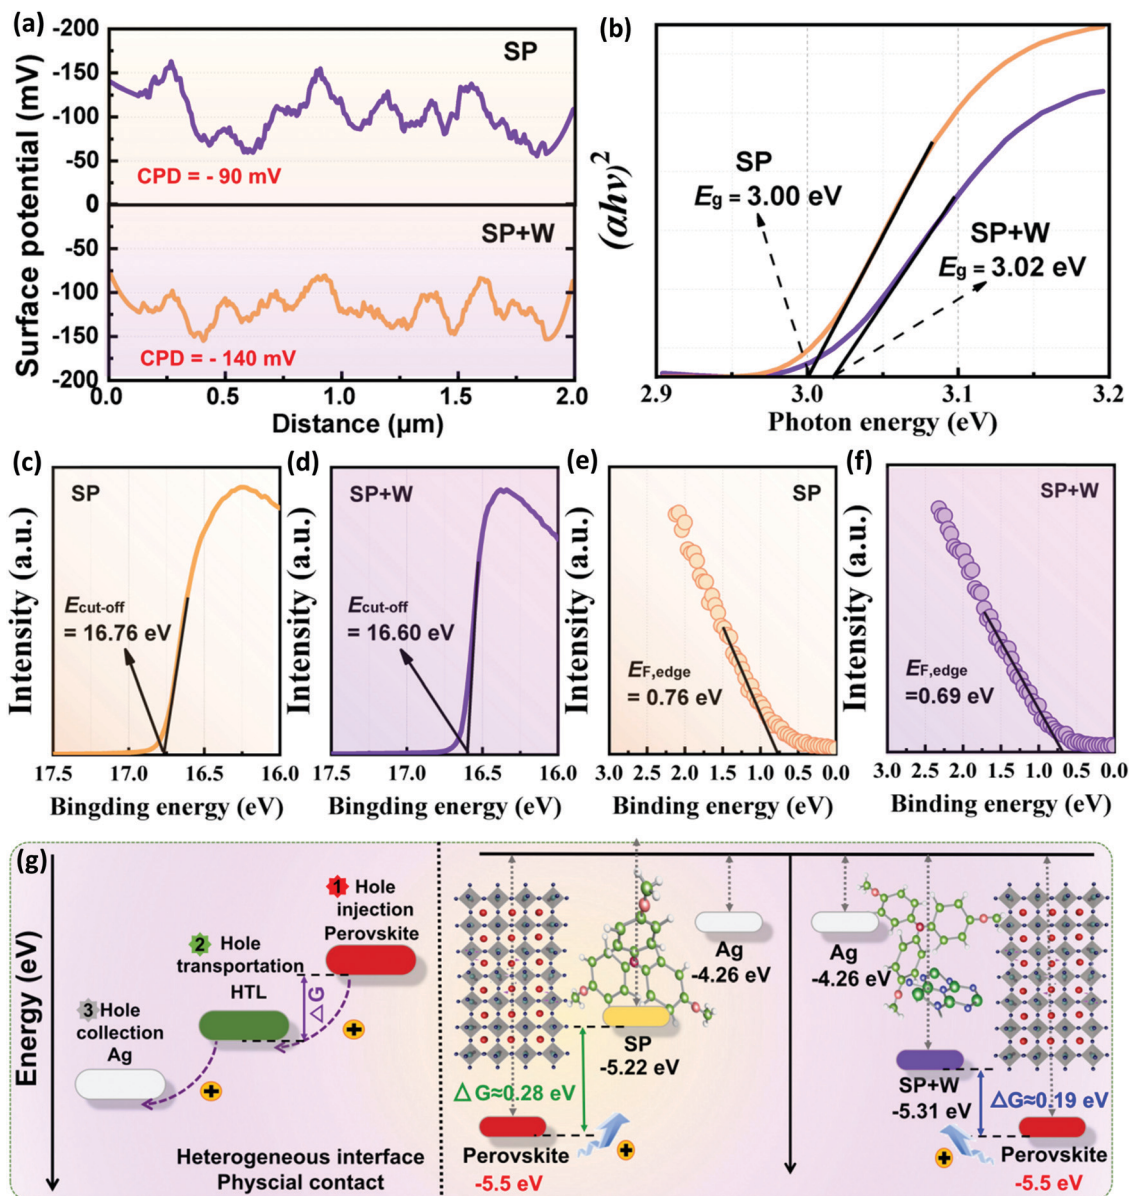 (a)
-200
-150
-100
-50
0
-50
-100
-150
-200
Surface potential (mV)
SP
CPD = - 90 mV
SP+W
CPD = - 140 mV
0.0 0.5 1.0 1.5 2.0
Distance (μm)
(b)
(ahv)²
SP
Eg = 3.00 eV
SP+W
Eg = 3.02 eV
2.9 3.0 3.1 3.2
Photon energy (eV)
(c)
Intensity (a.u.)
SP
Ecut-off
= 16.76 eV
17.5 17.0 16.5 16.0
Bingding energy (eV)
(d)
Intensity (a.u.)
SP+W
Ecut-off
= 16.60 eV
17.5 17.0 16.5 16.0
Bingding energy (eV)
(e)
Intensity (a.u.)
SP
EF,edge
= 0.76 eV
3.0 2.5 2.0 1.5 1.0 0.5 0.0
Binding energy (eV)
(f)
Intensity (a.u.)
SP+W
EF,edge
=0.69 eV
3.0 2.5 2.0 1.5 1.0 0.5 0.0
Binding energy (eV)
(g)
Energy (eV)
1 Hole
injection
Perovskite
2 Hole
transportation
HTL
△G
3 Hole
collection
Ag
+
+
Heterogeneous interface
Physcial contact
Ag
-4.26 eV
SP
-5.22 eV
△G≈0.28 eV
+
Perovskite
-5.5 eV
Ag
-4.26 eV
SP+W
-5.31 eV
△G≈0.19 eV
+
Perovskite
-5.5 eV